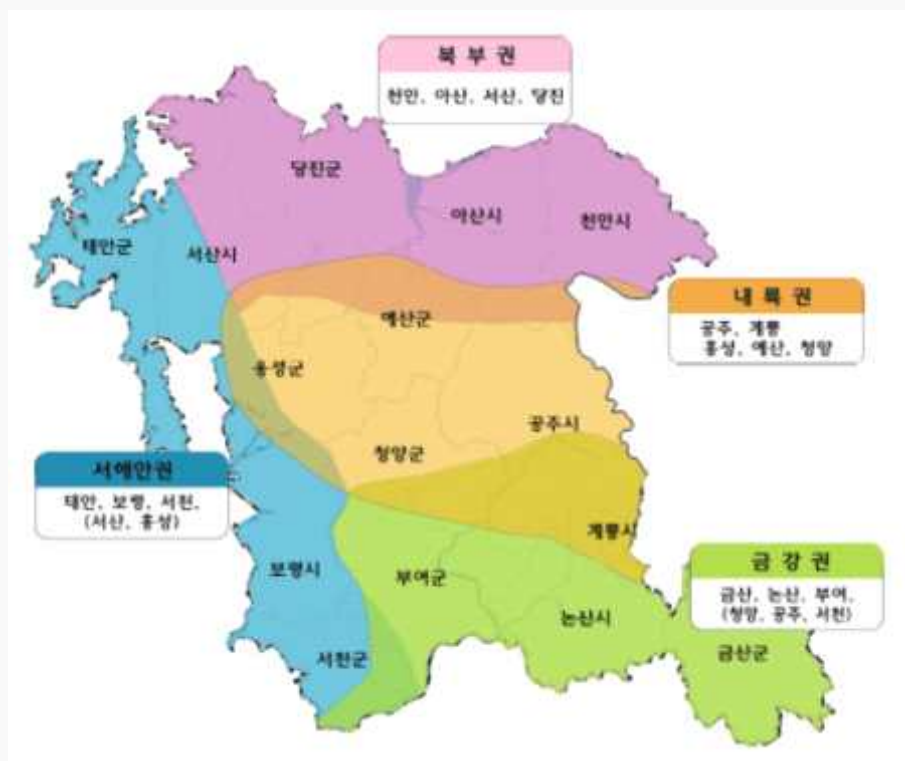 북 부 권
천안, 아산, 서산, 당진
당진군
아산시
천안시
태안군
서산시
내 륙 권
공주, 계룡
홍성, 예산, 청양
예산군
홍성군
공주시
청양군
서해안권
태안, 보령, 서천,
(서산, 홍성)
계룡시
보령시
부여군
금 강 권
금산, 논산, 부여,
(청양, 공주, 서천)
논산시
서천군
금산군